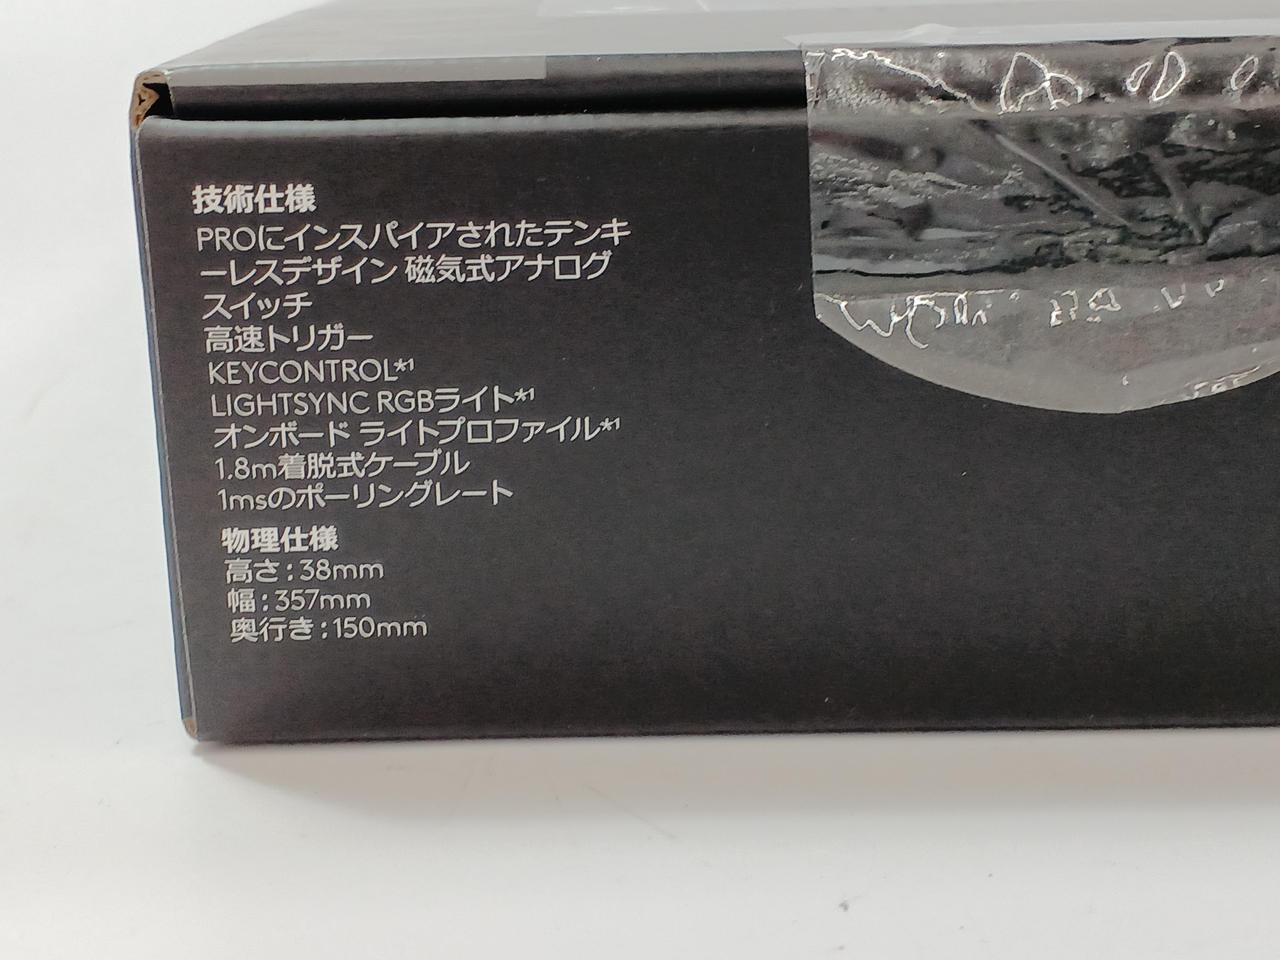 技術仕様
PROにインスパイアされたテンキ
ーレスデザイン 磁気式アナログ
スイッチ
高速トリガー
KEYCONTROL*1
LIGHTSYNC RGBライト*1
オンボード ライトプロファイル*1
1.8m着脱式ケーブル
1msのポーリングレート
物理仕様
高さ:38mm
幅:357mm
奥行き:150mm